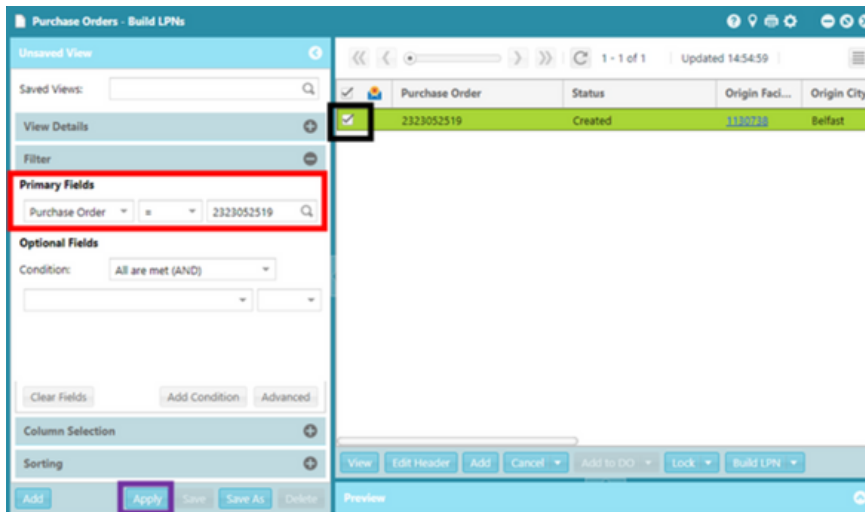 Purchase Orders - Build LPNs
Unsaved View
Saved Views:
View Details
Filter
Primary Fields
Purchase Order = 2323052519
Optional Fields
Condition: All are met (AND)
Clear Fields Add Condition Advanced
Column Selection
Sorting
Add Apply Save Save As Delete
1 - 1 of 1 Updated 14:54:59
Purchase Order Status Origin Faci... Origin City
2323052519 Created 1130738 Belfast
View Edit Header Add Cancel Add to DO Lock Build LPN
Preview